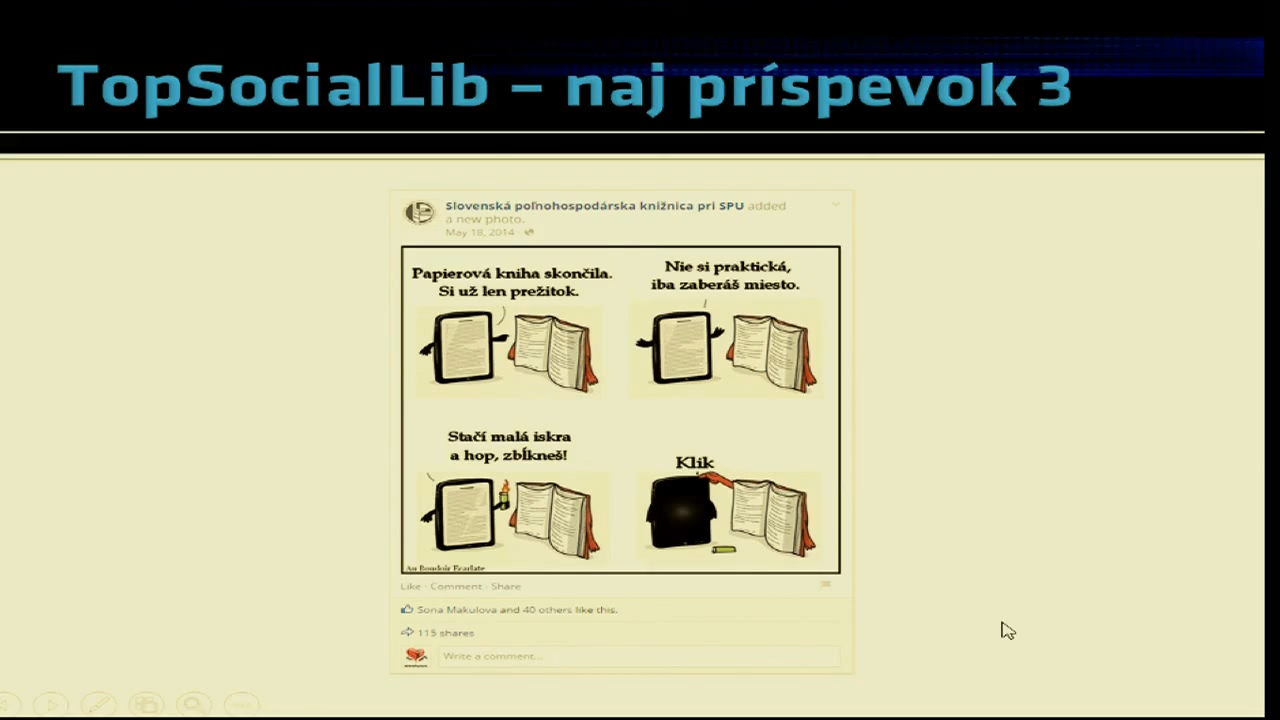 TopSocialLib – naj príspevok 3
Slovenská poľnohospodárska knižnica pri SPU added
a new photo.
May 18, 2014
Papierová kniha skončila.
Si už len prežitok.
Nie si praktická,
iba zaberáš miesto.
Stačí malá iskra
a hop, zbĺkneš!
Klik
Au Boudoir Ecarlate
Like · Comment · Share
Sona Makulova and 40 others like this.
115 shares
Write a comment...